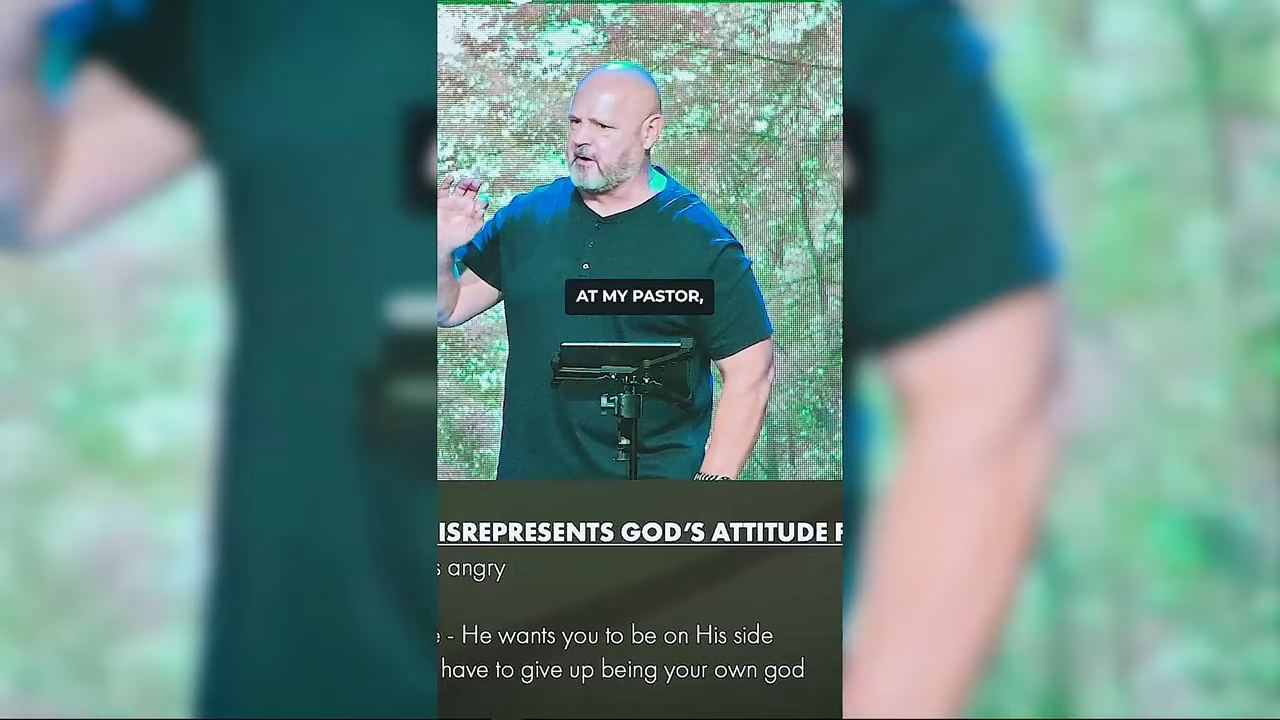 AT MY PASTOR,
ISREPRESENTS GOD'S ATTITUDE
angry
- He wants you to be on His side
have to give up being your own god